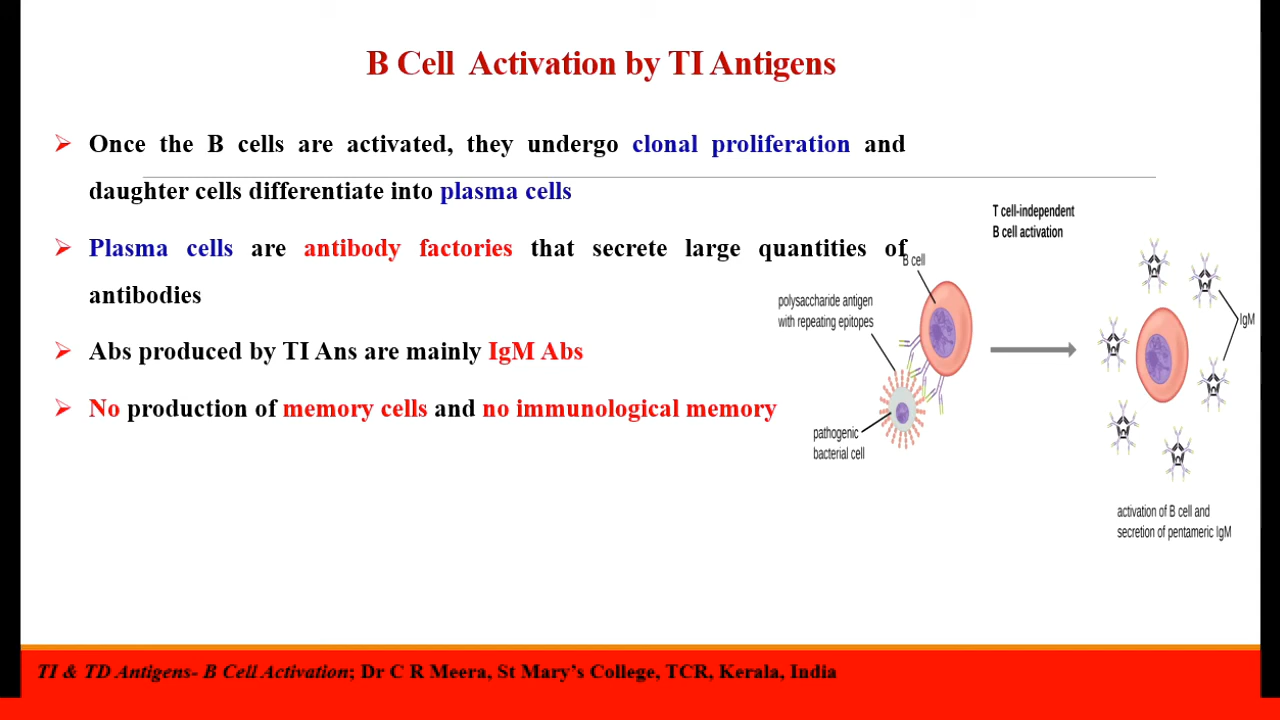 B Cell Activation by TI Antigens
Once the B cells are activated, they undergo clonal proliferation and
daughter cells differentiate into plasma cells
Plasma cells are antibody factories that secrete large quantities of
antibodies
Abs produced by TI Ans are mainly IgM Abs
No production of memory cells and no immunological memory
T cell-independent
B cell activation
B cell
polysaccharide antigen
with repeating epitopes
IgM
pathogenic
bacterial cell
activation of B cell and
secretion of pentameric IgM
TI & TD Antigens- B Cell Activation; Dr C R Meera, St Mary's College, TCR, Kerala, India